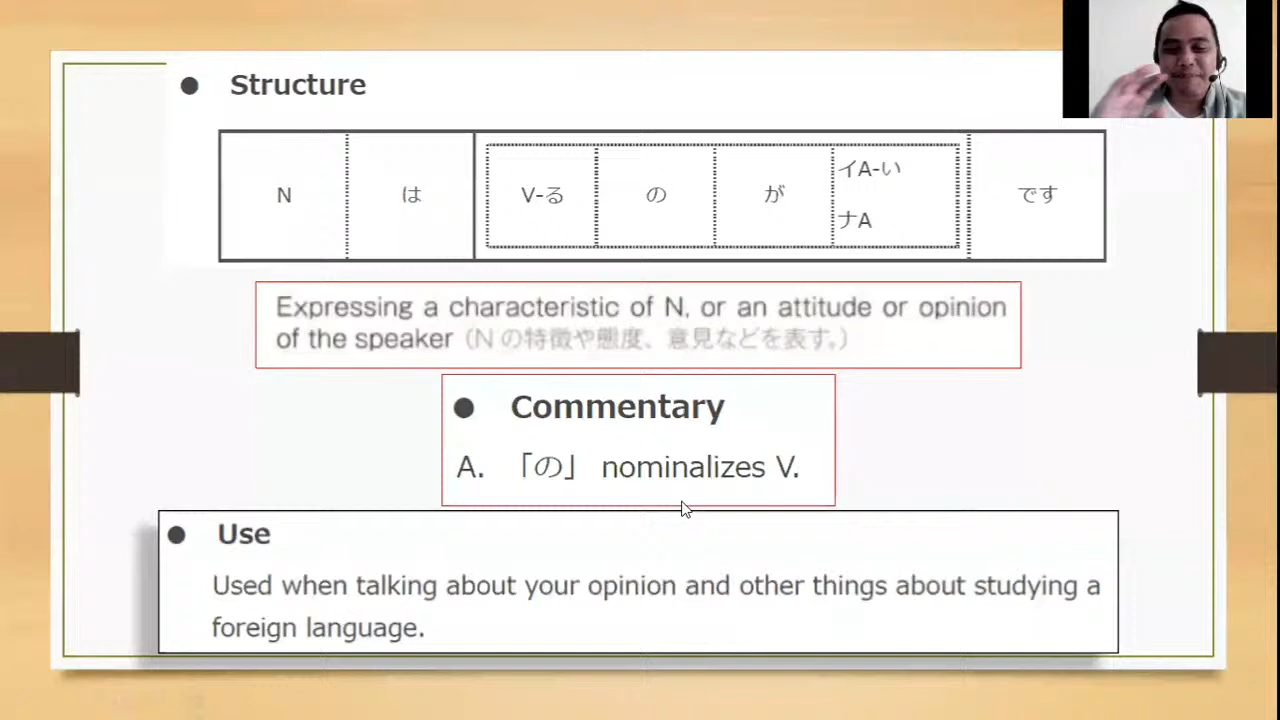 ● Structure
N は V-る の が イA-い です
ナA
Expressing a characteristic of N, or an attitude or opinion
of the speaker (N の特徴や態度、意見などを表す。)
● Commentary
A. 「の」 nominalizes V.
● Use
Used when talking about your opinion and other things about studying a
foreign language.